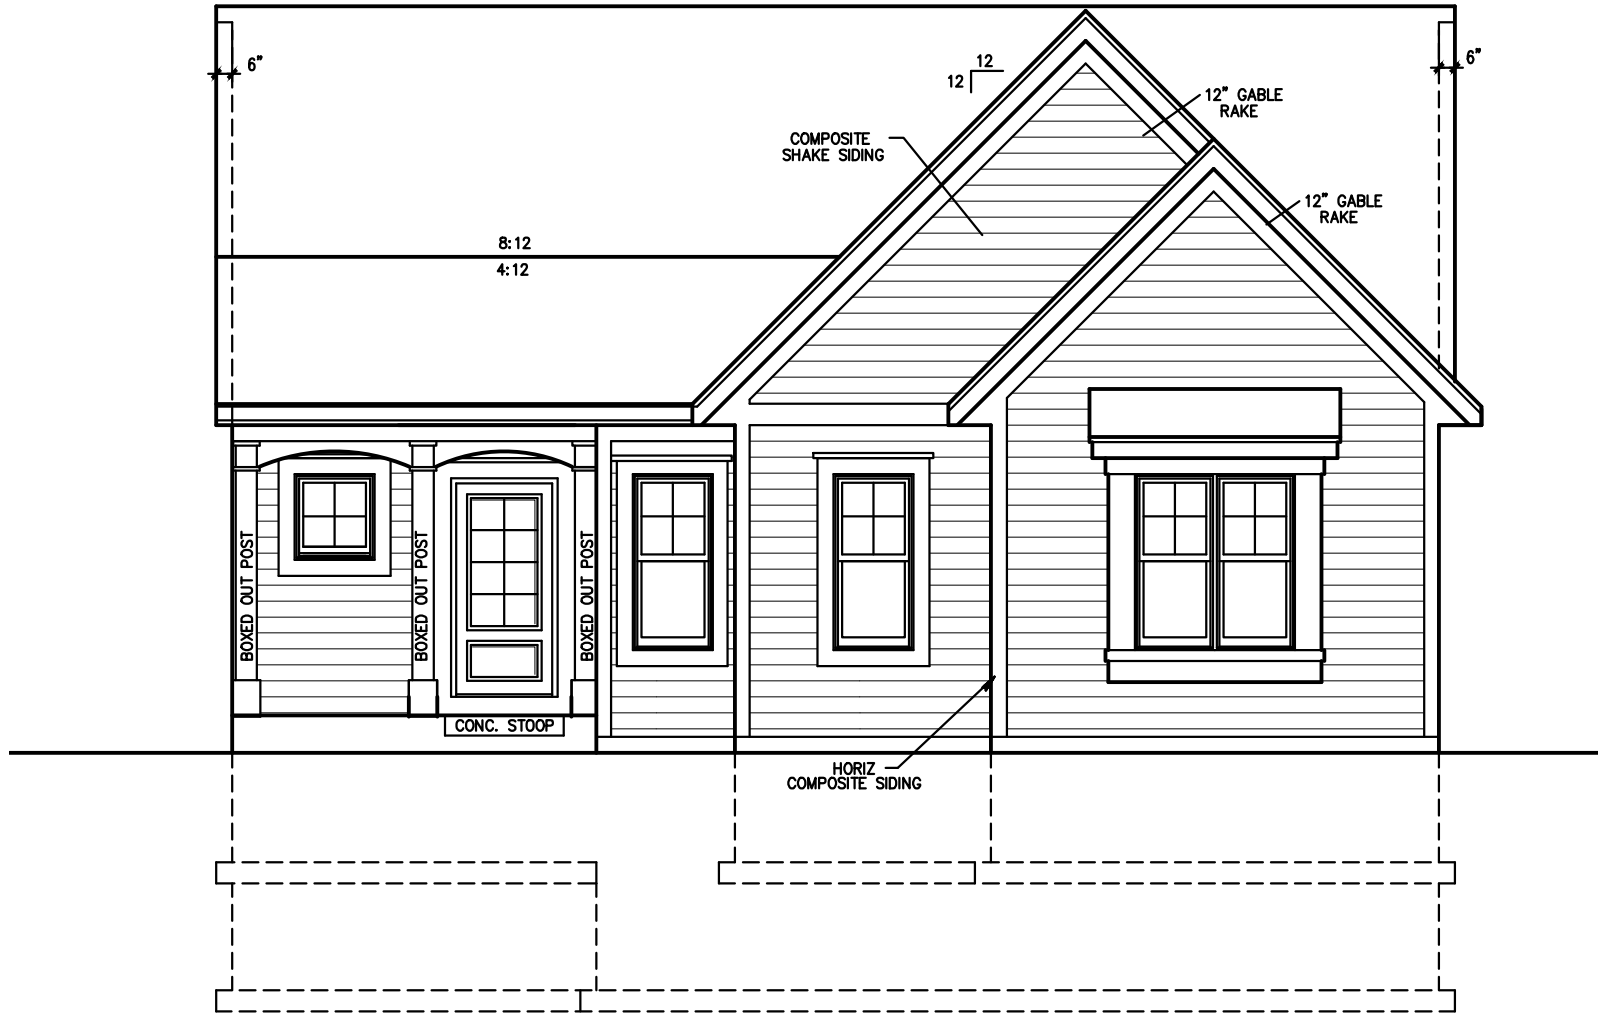 6"
6"
12
12
12" GABLE
RAKE
COMPOSITE
SHAKE SIDING
12" GABLE
RAKE
8:12
4:12
BOXED OUT POST
BOXED OUT POST
BOXED OUT POST
CONC. STOOP
HORIZ
COMPOSITE SIDING